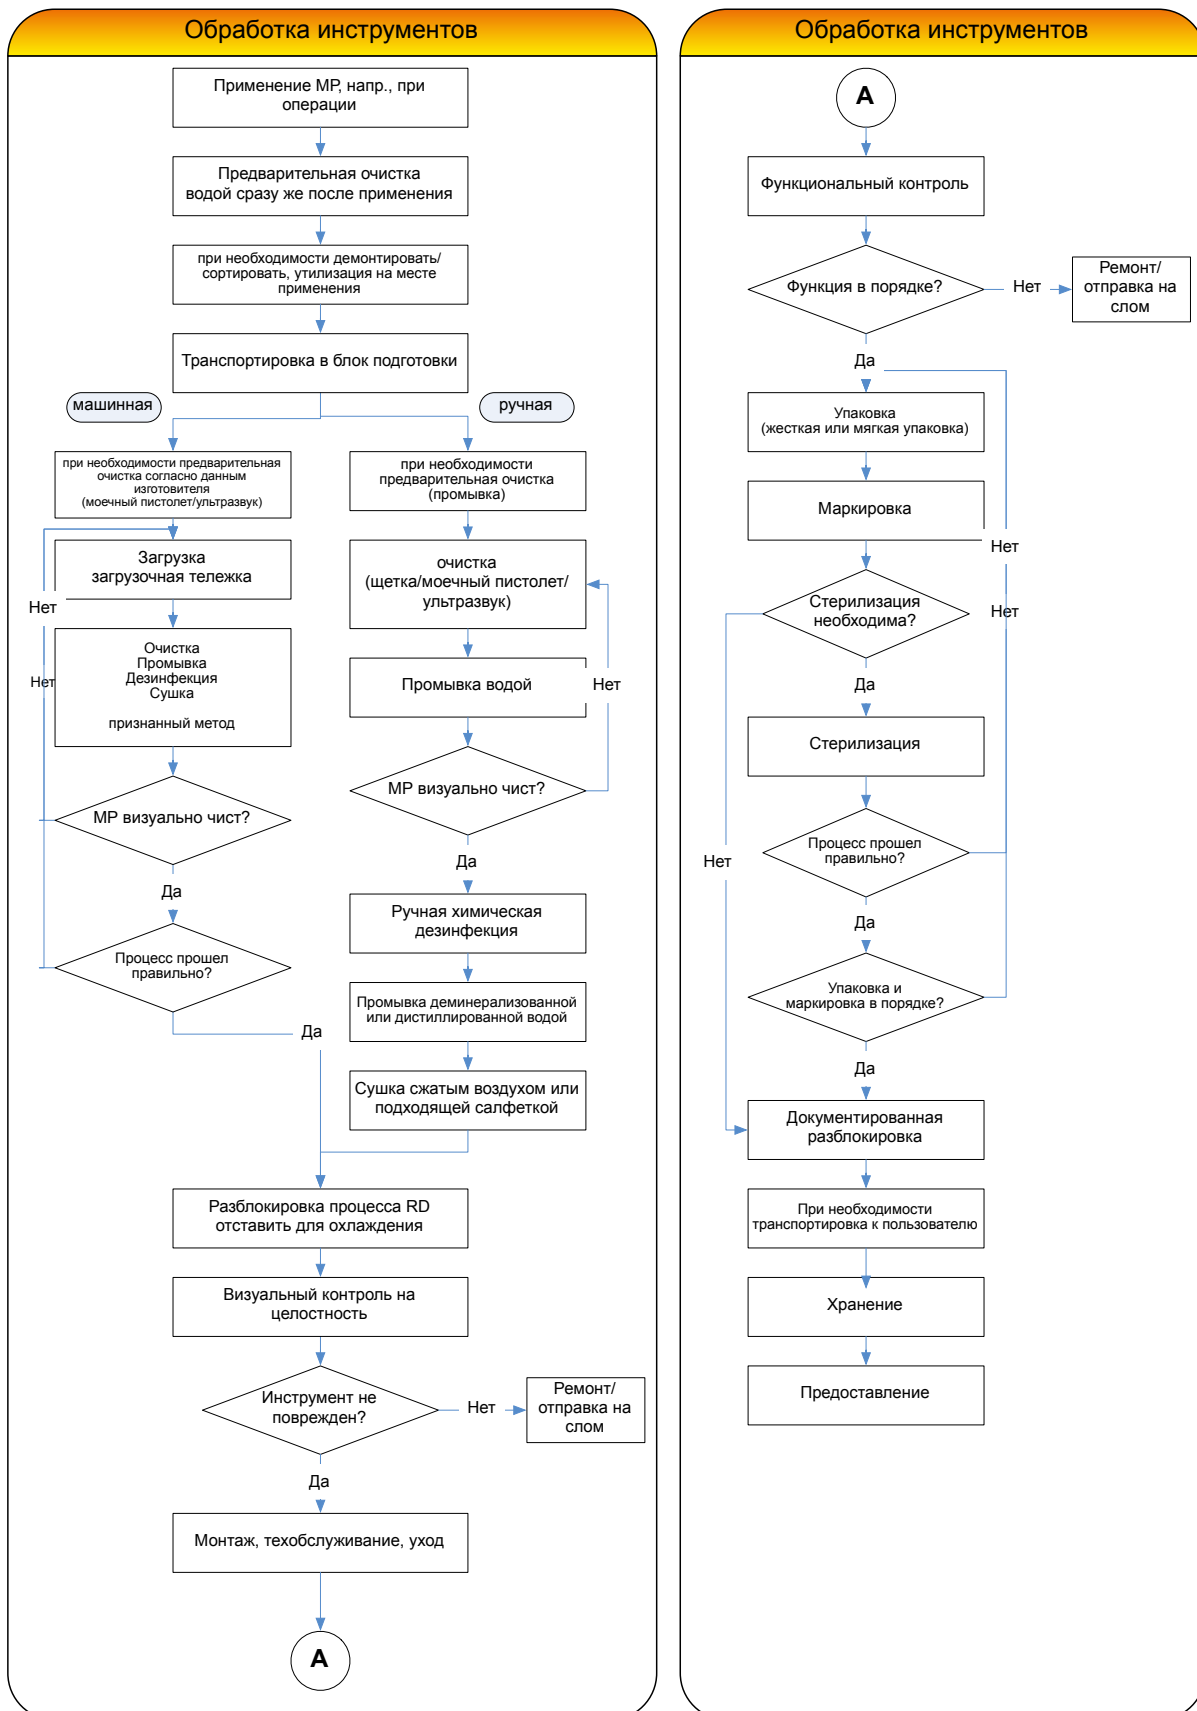 Обработка инструментов
Применение МР, напр., при
операции
Предварительная очистка
водой сразу же после применения
при необходимости демонтировать/
сортировать, утилизация на месте
применения
Транспортировка в блок подготовки
машинная
ручная
при необходимости предварительная
очистка согласно данным
изготовителя
(моечный пистолет/ультразвук)
при необходимости
предварительная очистка
(промывка)
Загрузка
загрузочная тележка
очистка
(щетка/моечный пистолет/
ультразвук)
Нет
Очистка
Промывка
Дезинфекция
Сушка
признанный метод
Нет
Промывка водой
Нет
МР визуально чист?
МР визуально чист?
Да
Да
Ручная химическая
дезинфекция
Процесс прошел
правильно?
Промывка деминерализованной
или дистиллированной водой
Да
Сушка сжатым воздухом или
подходящей салфеткой
Разблокировка процесса RD
отставить для охлаждения
Визуальный контроль на
целостность
Инструмент не
поврежден?
Нет
Ремонт/
отправка на
слом
Да
Монтаж, техобслуживание, уход
A
Обработка инструментов
A
Функциональный контроль
Функция в порядке?
Нет
Ремонт/
отправка на
слом
Да
Упаковка
(жесткая или мягкая упаковка)
Маркировка
Нет
Стерилизация
необходима?
Нет
Да
Стерилизация
Процесс прошел
правильно?
Нет
Да
Упаковка и
маркировка в порядке?
Да
Документированная
разблокировка
При необходимости
транспортировка к пользователю
Хранение
Предоставление